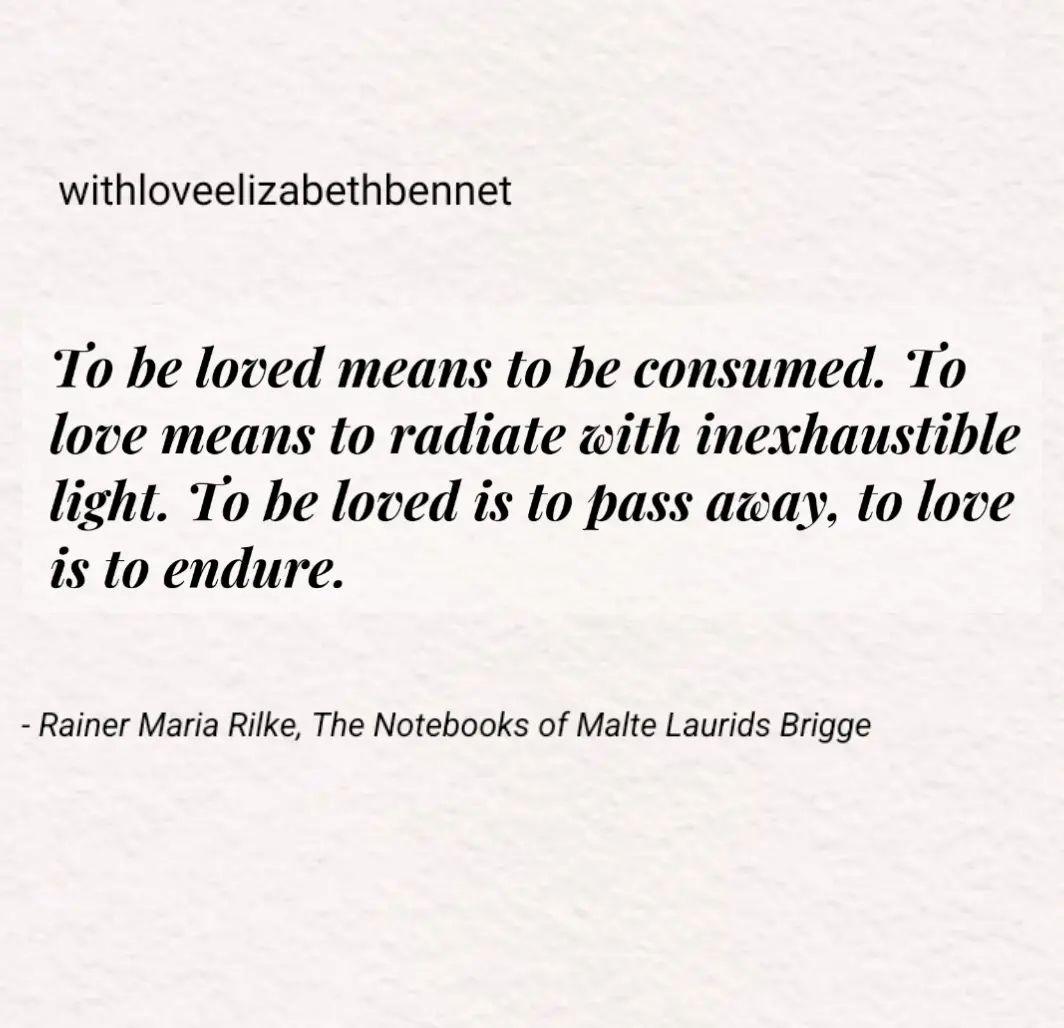 withloveelizabethbennet
To be loved means to be consumed. To
love means to radiate with inexhaustible
light. To be loved is to pass away, to love
is to endure.
- Rainer Maria Rilke, The Notebooks of Malte Laurids Brigge